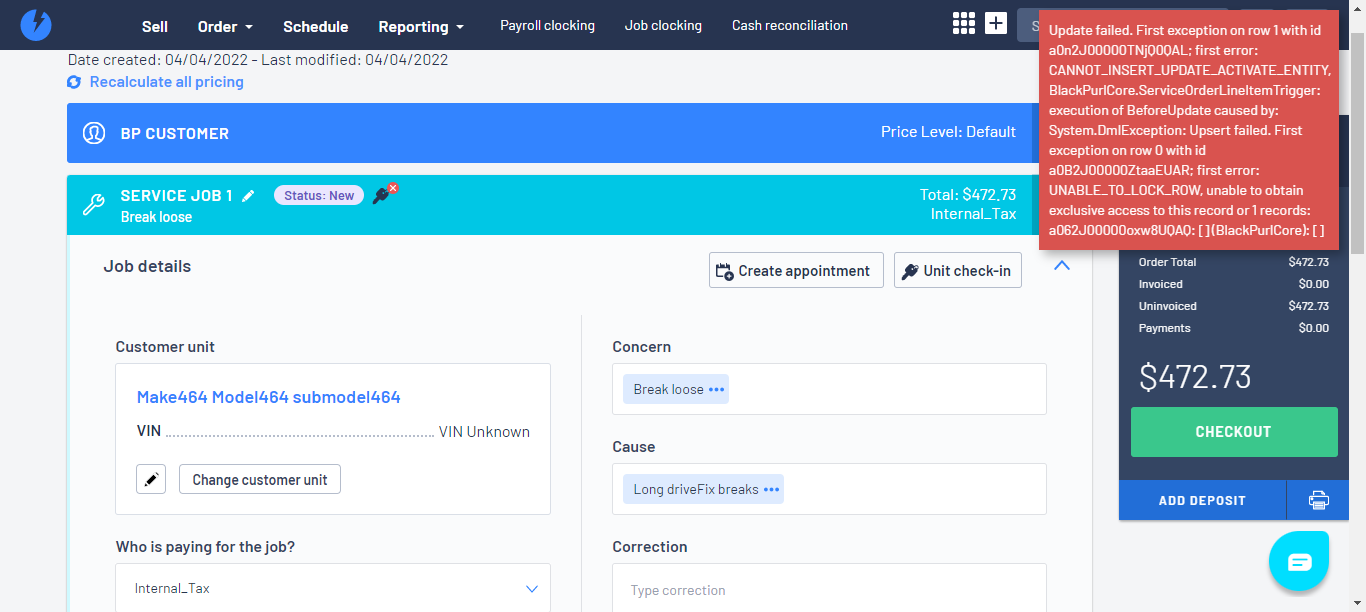 Sell
Order
Schedule
Reporting
Payroll clocking
Job clocking
Cash reconciliation
S
Update failed. First exception on row 1 with id
a0n2J00000TNjQ0QAL; first error:
CANNOT_INSERT_UPDATE_ACTIVATE_ENTITY,
BlackPurlCore.ServiceOrderLineItemTrigger:
execution of BeforeUpdate caused by:
System.DmlException: Upsert failed. First
exception on row 0 with id
a0B2J00000ZtaaEUAR; first error:
UNABLE_TO_LOCK_ROW, unable to obtain
exclusive access to this record or 1 records:
a062J00000oxw8UQAQ: [ ] (BlackPurlCore): [ ]
Date created: 04/04/2022 - Last modified: 04/04/2022
Recalculate all pricing
BP CUSTOMER
Price Level: Default
SERVICE JOB 1
Status: New
Break loose
Total: $472.73
Internal_Tax
Job details
Create appointment
Unit check-in
Customer unit
Make464 Model464 submodel464
VIN VIN Unknown
Change customer unit
Who is paying for the job?
Internal_Tax
Concern
Break loose
Cause
Long driveFix breaks
Correction
Type correction
Order Total $472.73
Invoiced $0.00
Uninvoiced $472.73
Payments $0.00
$472.73
CHECKOUT
ADD DEPOSIT